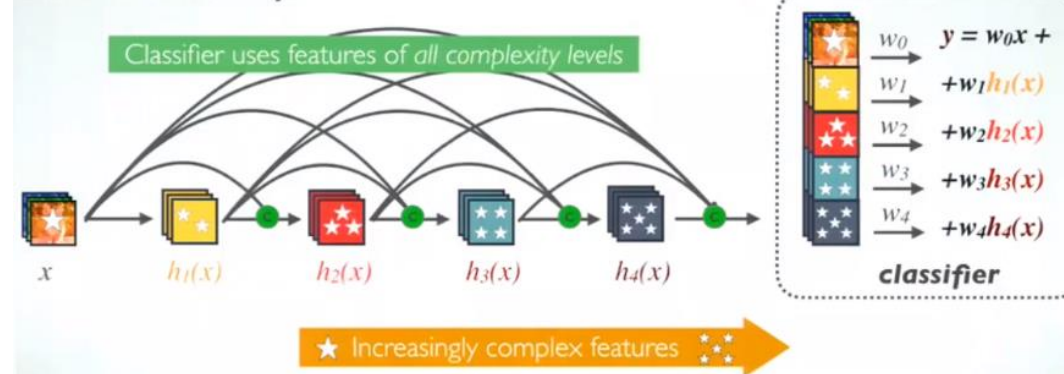 Classifier uses features of all complexity levels
C C C C
x h₁(x) h₂(x) h₃(x) h₄(x)
Increasingly complex features
w₀ y = w₀x +
w₁ +w₁h₁(x)
w₂ +w₂h₂(x)
w₃ +w₃h₃(x)
w₄ +w₄h₄(x)
classifier